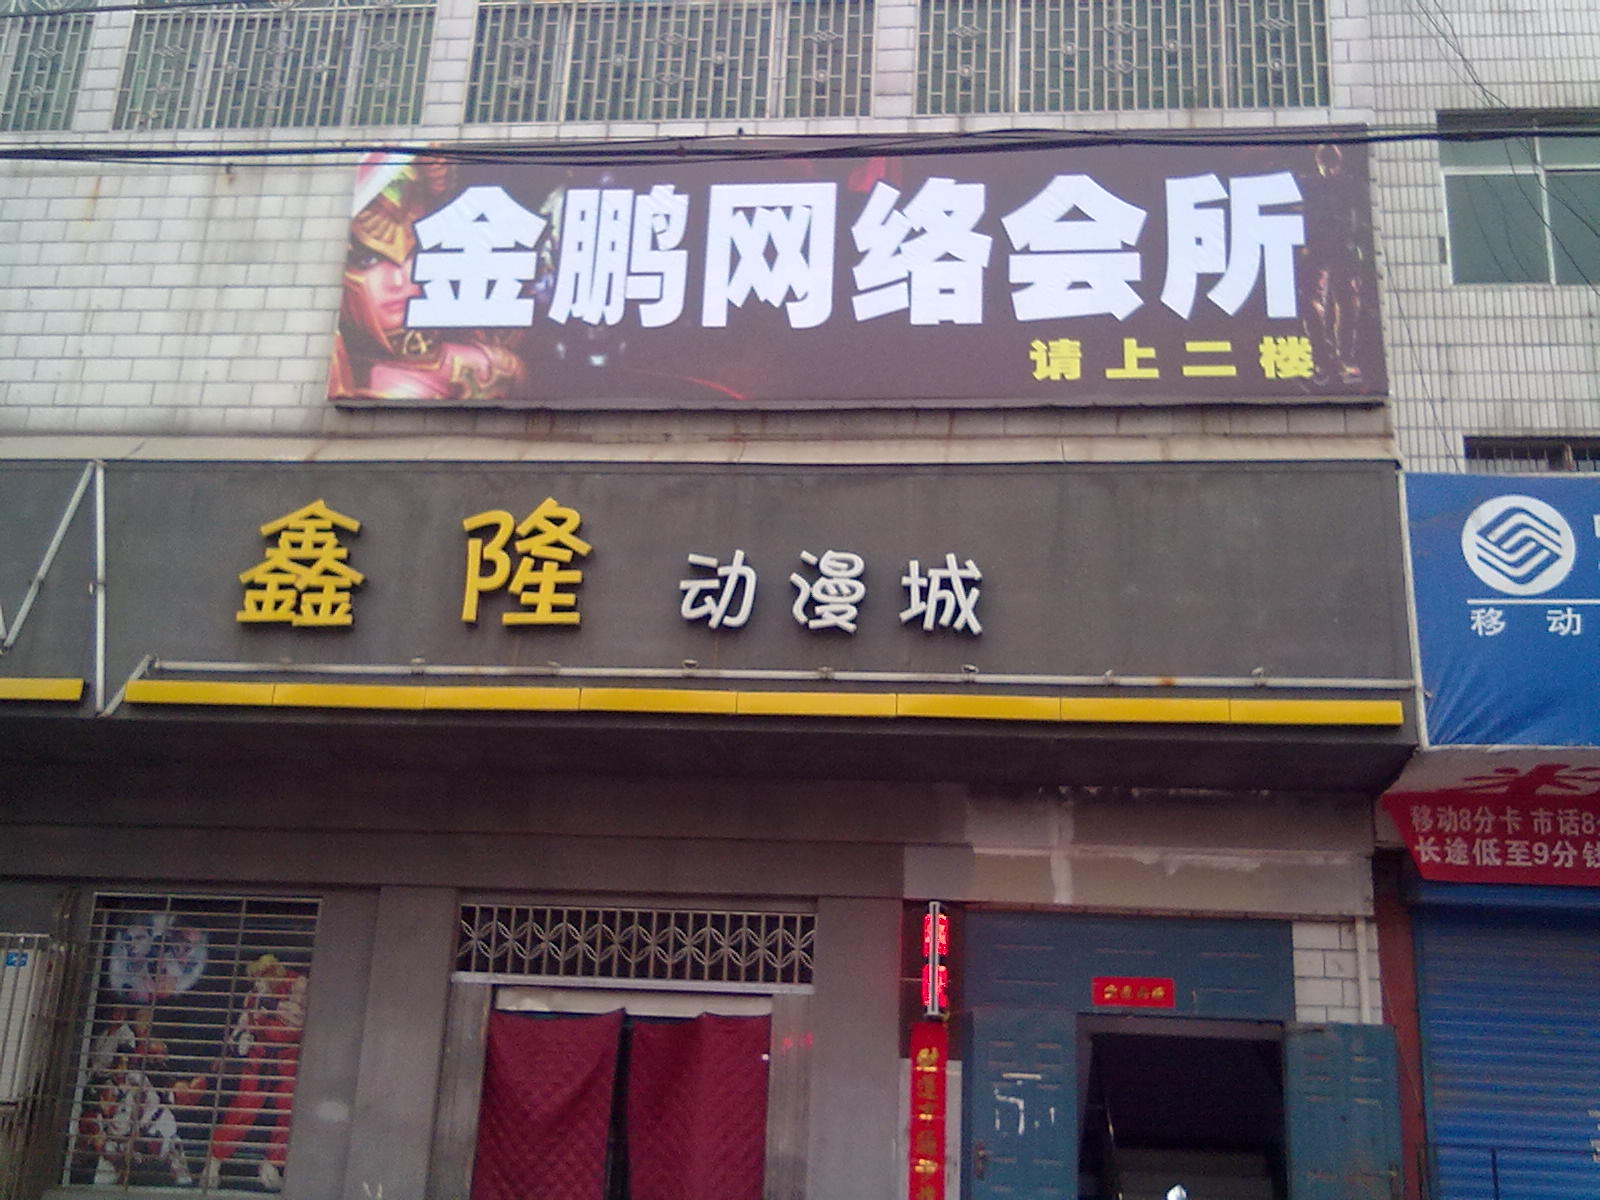 金鹏网络会所
请上二楼
鑫隆 动漫城
移动
移动8分卡 市话8
长途低至9分钱